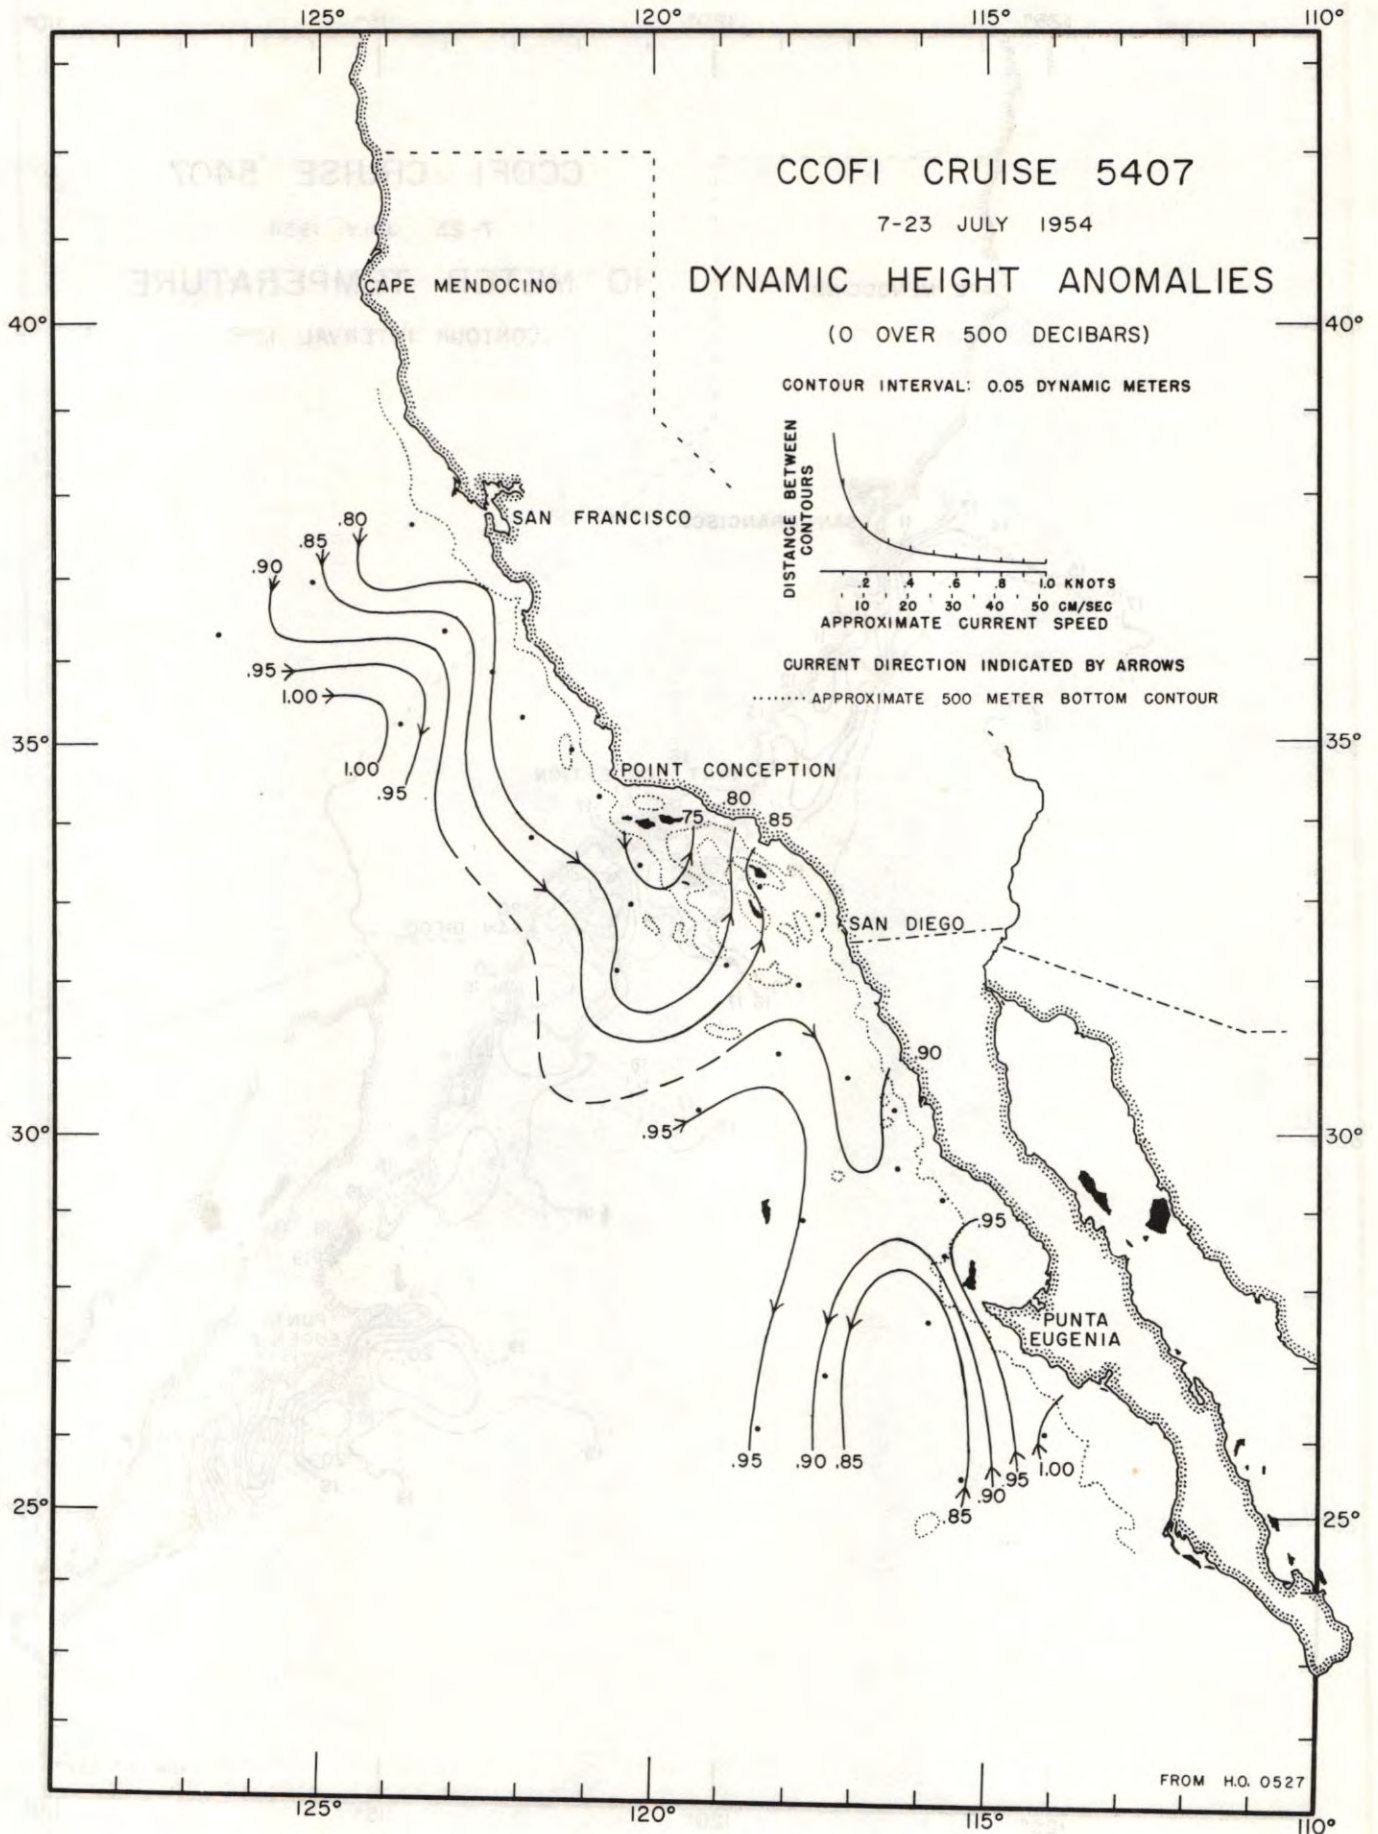 125° 120° 115° 110°
CCOFI CRUISE 5407
7-23 JULY 1954
DYNAMIC HEIGHT ANOMALIES
(0 OVER 500 DECIBARS)
CONTOUR INTERVAL: 0.05 DYNAMIC METERS
DISTANCE BETWEEN
CONTOURS
.2 .4 .6 .8 1.0 KNOTS
10 20 30 40 50 CM/SEC
APPROXIMATE CURRENT SPEED
CURRENT DIRECTION INDICATED BY ARROWS
APPROXIMATE 500 METER BOTTOM CONTOUR
CAPE MENDOCINO
40° 40°
SAN FRANCISCO
.80
.85
.90
.95
1.00
35° 35°
1.00
.95
POINT CONCEPTION
80
75 85
SAN DIEGO
.90
.95
30° 30°
.95
PUNTA
EUGENIA
.95 .90 .85
.85 .90 .95 1.00
25° 25°
FROM H.O. 0527
125° 120° 115° 110°